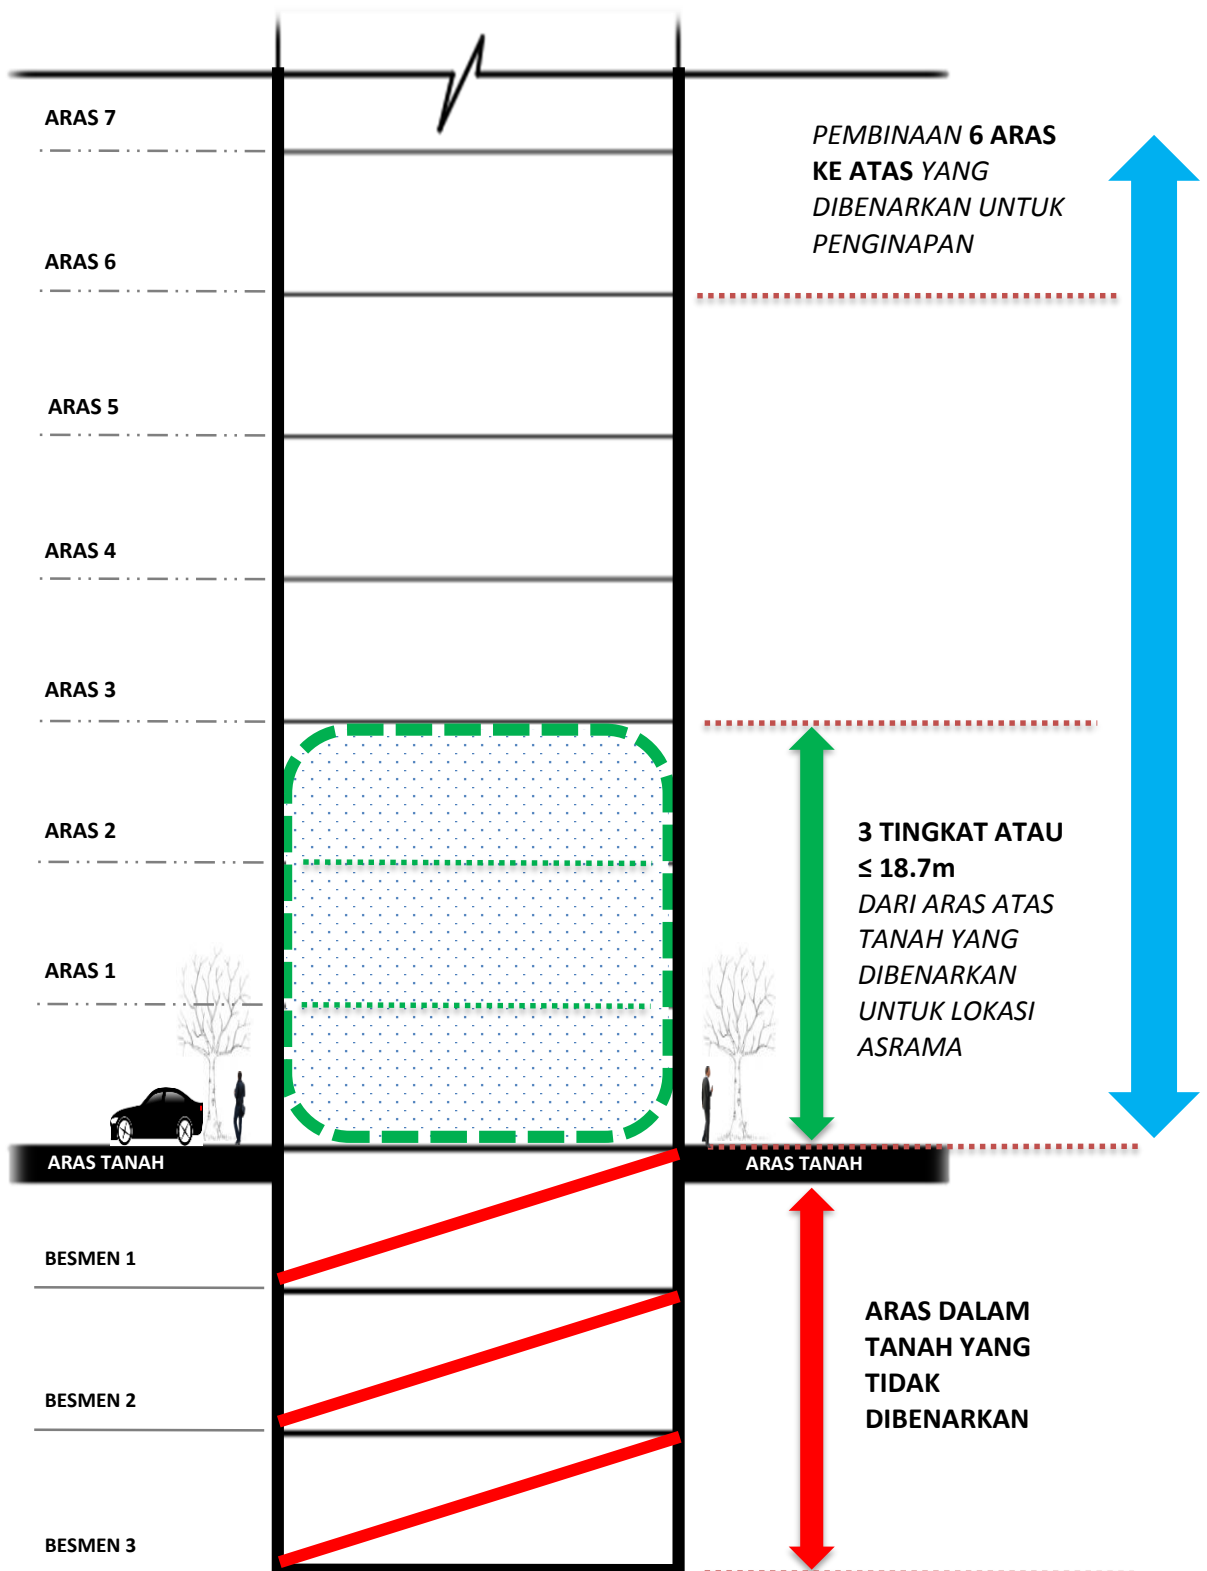 ARAS 7
PEMBINAAN 6 ARAS
KE ATAS YANG
DIBENARKAN UNTUK
PENGINAPAN
ARAS 6
ARAS 5
ARAS 4
ARAS 3
ARAS 2
3 TINGKAT ATAU
≤ 18.7m
DARI ARAS ATAS
TANAH YANG
DIBENARKAN
UNTUK LOKASI
ASRAMA
ARAS 1
ARAS TANAH
ARAS TANAH
BESMEN 1
ARAS DALAM
TANAH YANG
TIDAK
DIBENARKAN
BESMEN 2
BESMEN 3